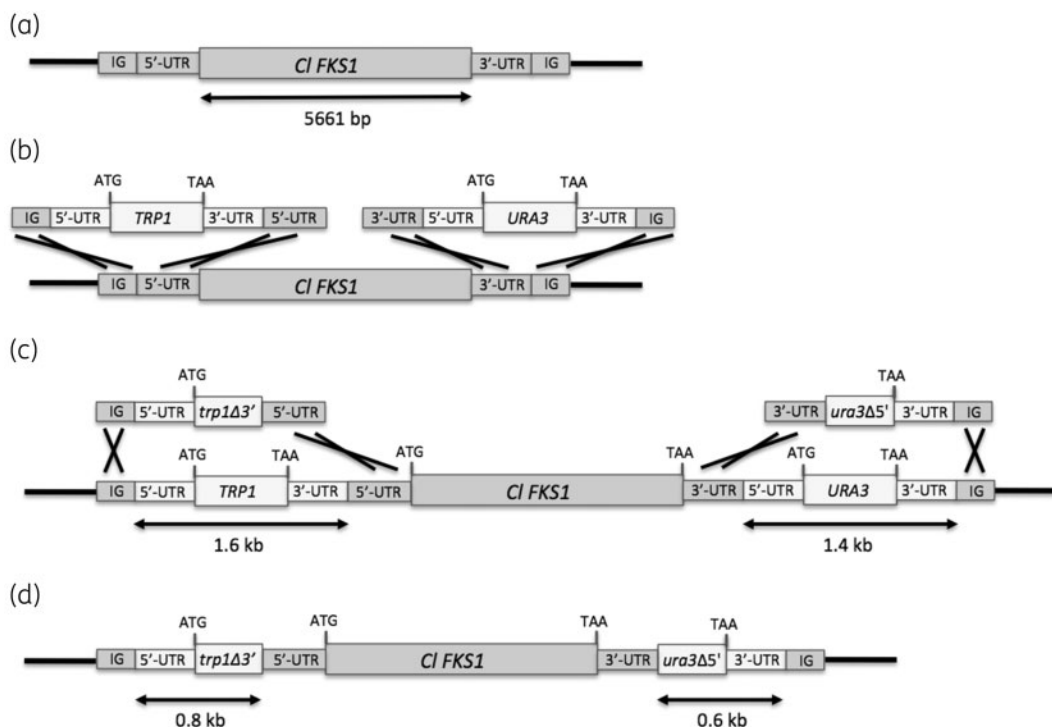 (a)
IG 5’-UTR Cl FKS1 3’-UTR IG
5661 bp
(b)
ATG TAA ATG TAA
IG 5’-UTR TRP1 3’-UTR 5’-UTR 3’-UTR 5’-UTR URA3 3’-UTR IG
IG 5’-UTR Cl FKS1 3’-UTR IG
(c)
ATG TAA
IG 5’-UTR trp1Δ3’ 5’-UTR 3’-UTR ura3Δ5' 3’-UTR IG
ATG TAA ATG TAA ATG TAA
IG 5’-UTR TRP1 3’-UTR 5’-UTR Cl FKS1 3’-UTR 5’-UTR URA3 3’-UTR IG
1.6 kb 1.4 kb
(d)
ATG ATG TAA TAA
IG 5’-UTR trp1Δ3’ 5’-UTR Cl FKS1 3’-UTR ura3Δ5' 3’-UTR IG
0.8 kb 0.6 kb